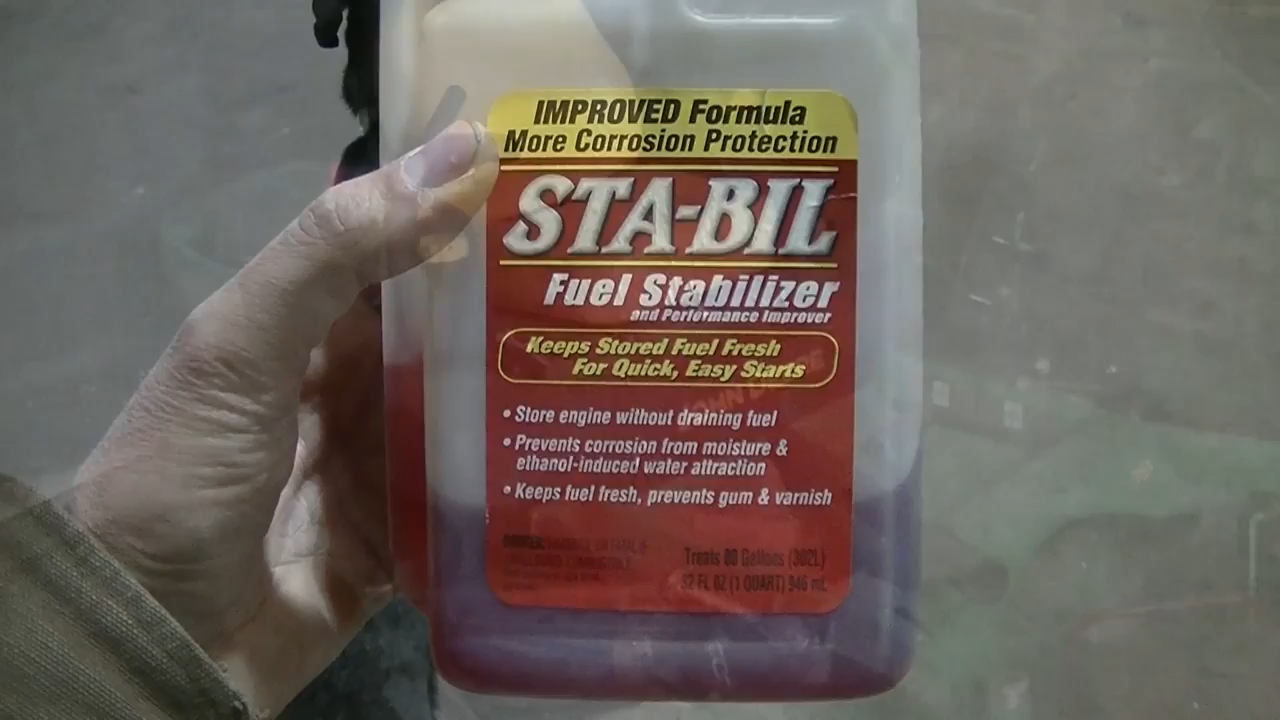 IMPROVED Formula
More Corrosion Protection
STA-BIL
Fuel Stabilizer
and Performance Improver
Keeps Stored Fuel Fresh
For Quick, Easy Starts
• Store engine without draining fuel
• Prevents corrosion from moisture &
ethanol-induced water attraction
• Keeps fuel fresh, prevents gum & varnish
DANGER:
Treats 80 Gallons (302L)
32 FL OZ (1 QUART) 946 mL